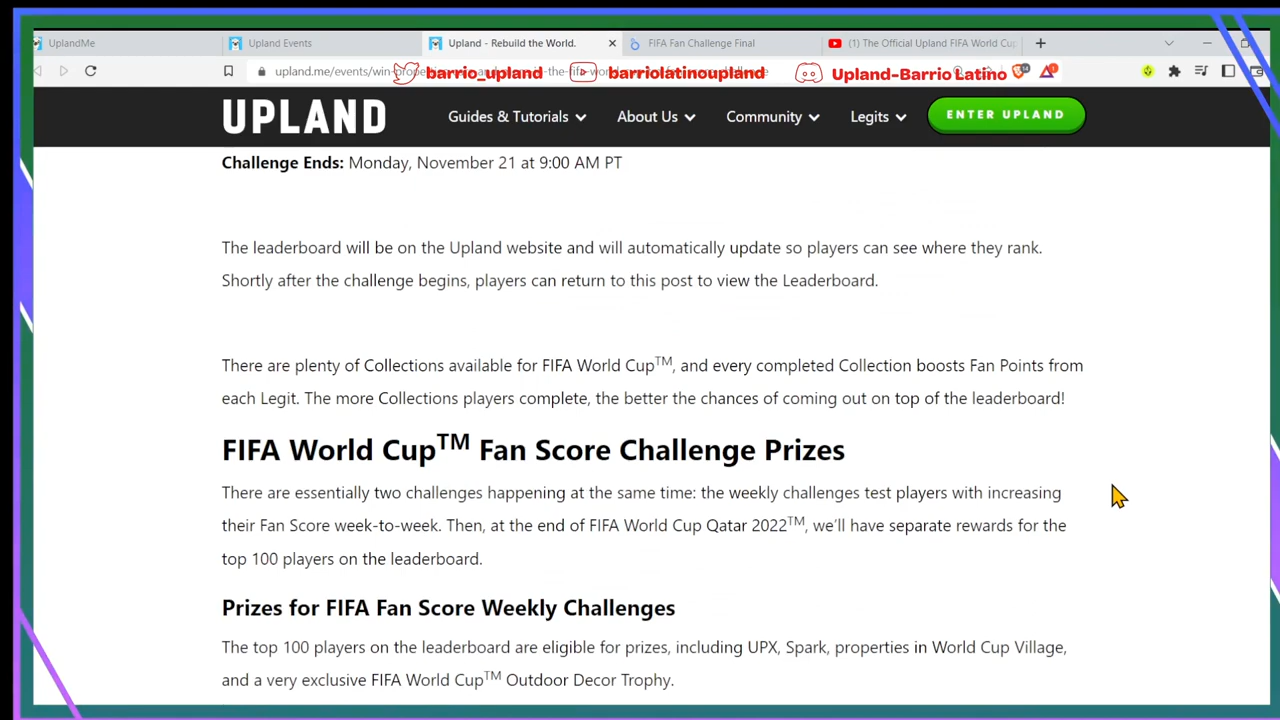 UplandMe
Upland Events
Upland - Rebuild the World.
FIFA Fan Challenge Final
(1) The Official Upland FIFA World Cup
barrio_upland
barriolatinoupland
Upland-Barrio Latino
UPLAND
Guides & Tutorials
About Us
Community
Legits
ENTER UPLAND
Challenge Ends: Monday, November 21 at 9:00 AM PT
The leaderboard will be on the Upland website and will automatically update so players can see where they rank.
Shortly after the challenge begins, players can return to this post to view the Leaderboard.
There are plenty of Collections available for FIFA World Cup™, and every completed Collection boosts Fan Points from
each Legit. The more Collections players complete, the better the chances of coming out on top of the leaderboard!
FIFA World Cup™ Fan Score Challenge Prizes
There are essentially two challenges happening at the same time: the weekly challenges test players with increasing
their Fan Score week-to-week. Then, at the end of FIFA World Cup Qatar 2022™, we’ll have separate rewards for the
top 100 players on the leaderboard.
Prizes for FIFA Fan Score Weekly Challenges
The top 100 players on the leaderboard are eligible for prizes, including UPX, Spark, properties in World Cup Village,
and a very exclusive FIFA World Cup™ Outdoor Decor Trophy.